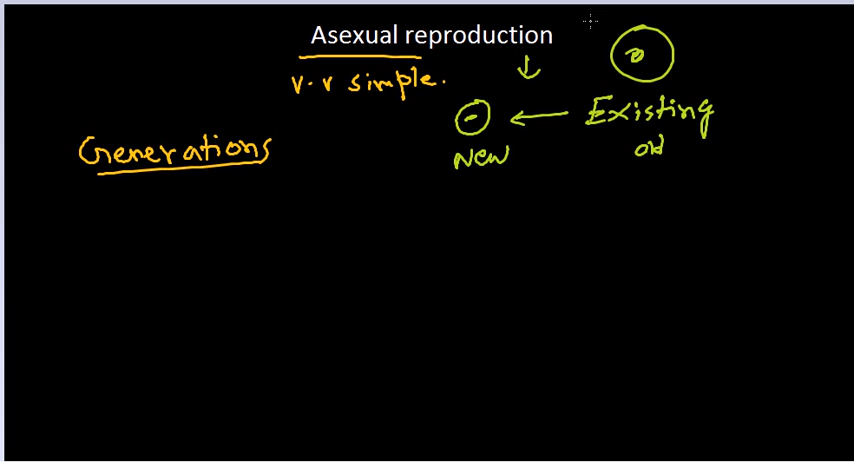 Asexual reproduction
v.v simple.
Existing
Generations
New
old